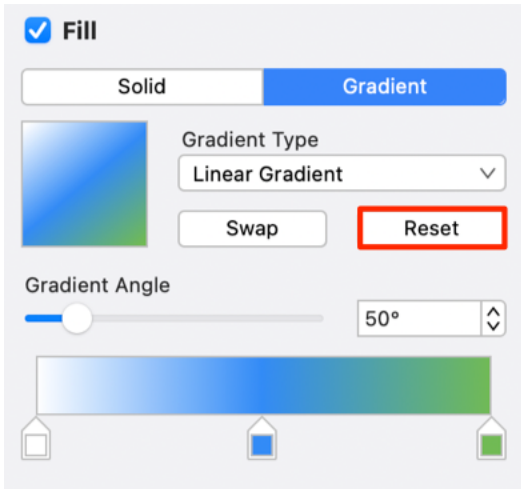 Fill
Solid Gradient
Gradient Type
Linear Gradient
Swap Reset
Gradient Angle
50°